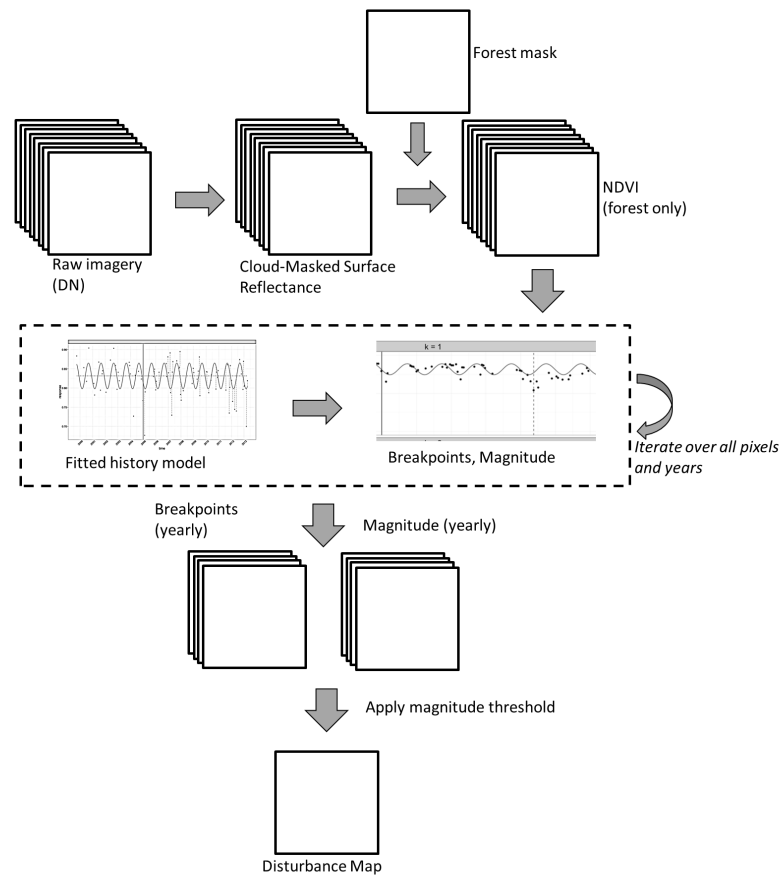 Forest mask
Raw imagery
(DN)
Cloud-Masked Surface
Reflectance
NDVI
(forest only)
k = 1
Fitted history model
Breakpoints, Magnitude
Iterate over all pixels
and years
Breakpoints
(yearly)
Magnitude (yearly)
Apply magnitude threshold
Disturbance Map